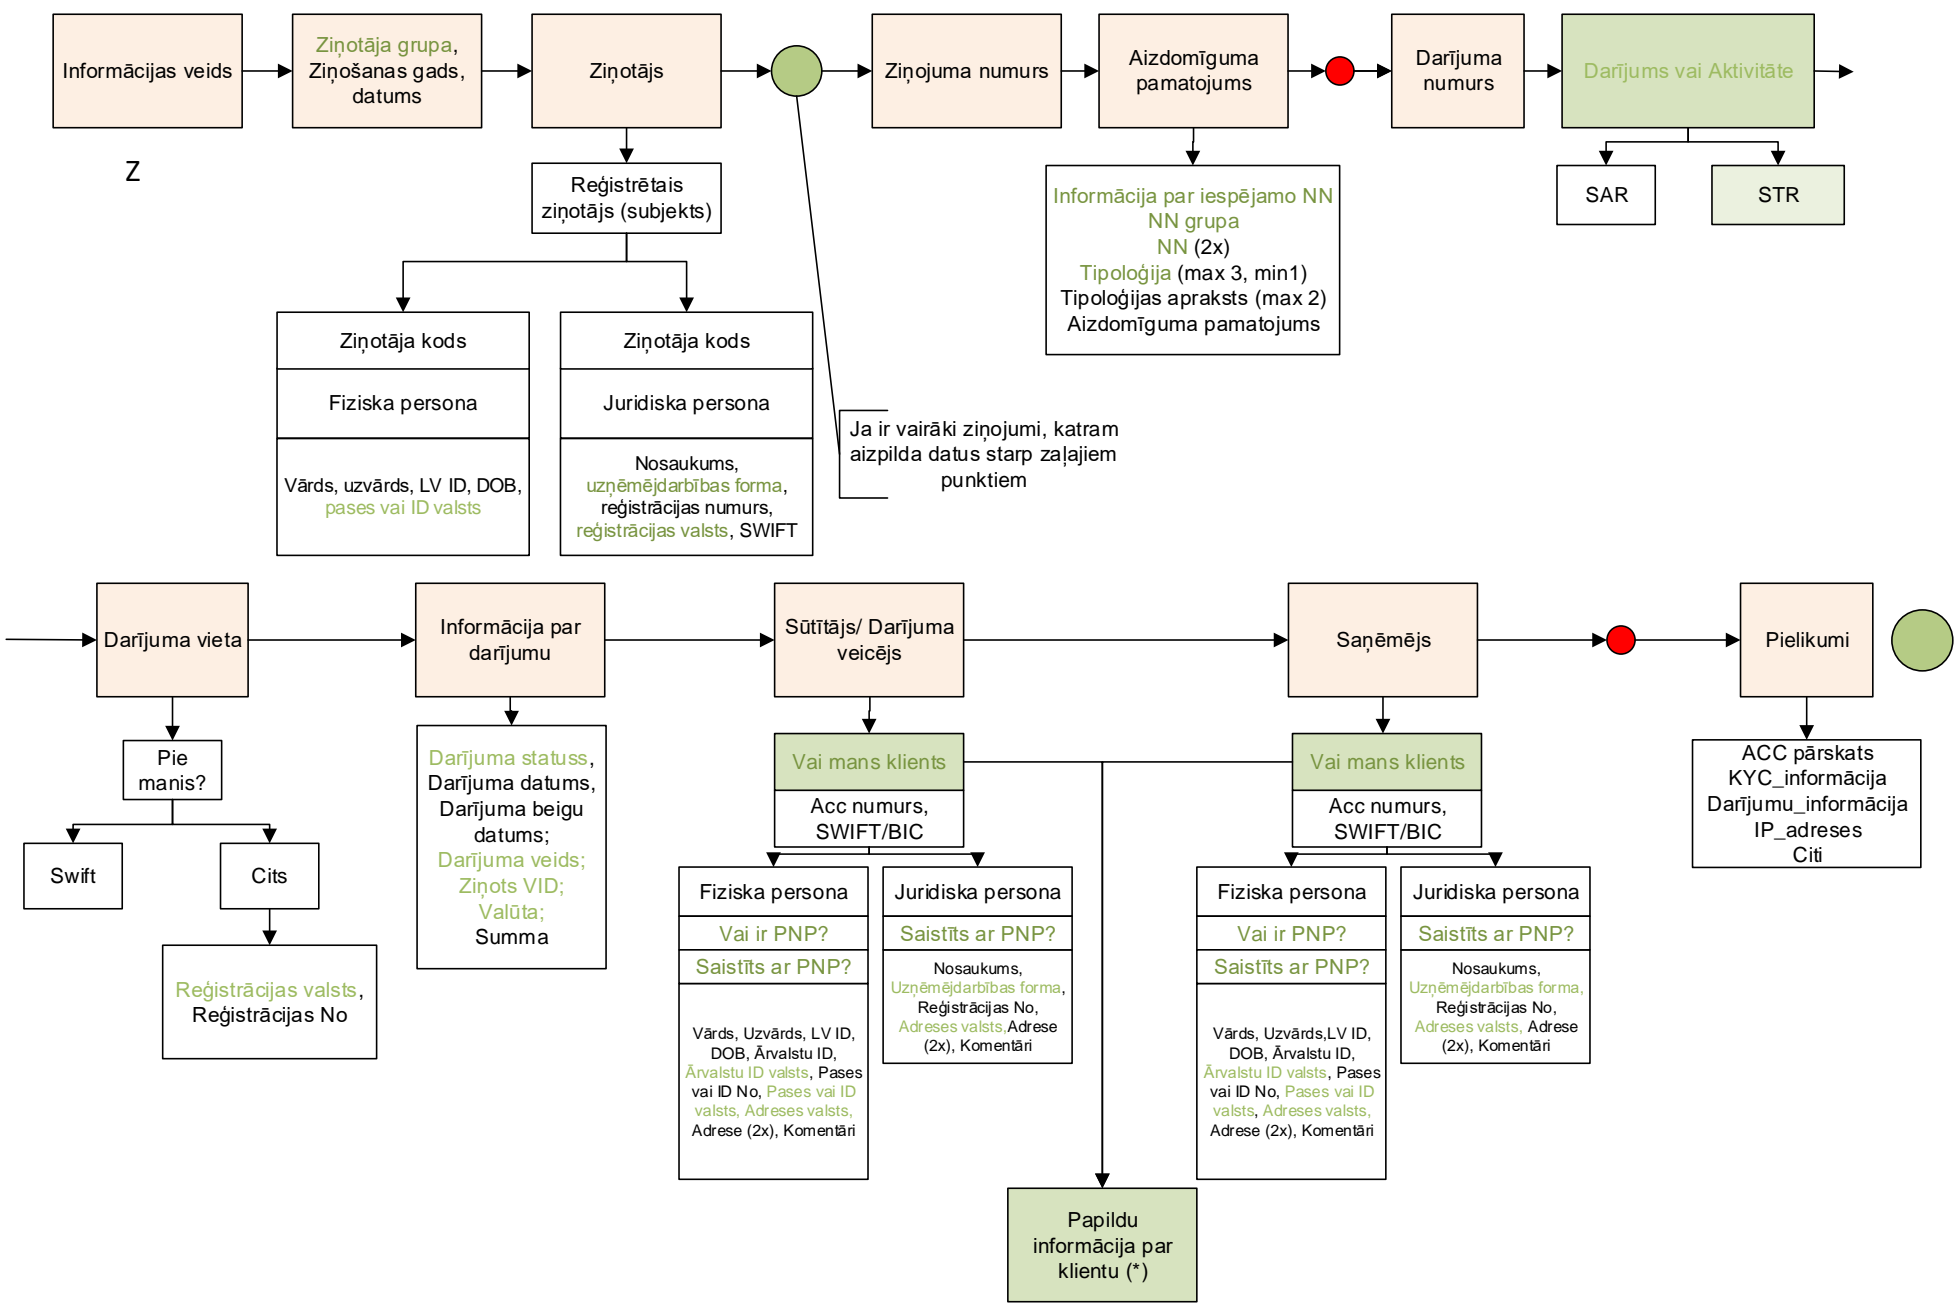 Informācijas veids
Ziņotāja grupa,
Ziņošanas gads,
datums
Ziņotājs
Ziņojuma numurs
Aizdomīguma
pamatojums
Darījuma
numurs
Darījums vai Aktivitāte
Z
Reģistrētais
ziņotājs (subjekts)
Informācija par iespējamo NN
NN grupa
NN (2x)
Tipoloģija (max 3, min1)
Tipoloģijas apraksts (max 2)
Aizdomīguma pamatojums
SAR
STR
Ziņotāja kods
Fiziska persona
Vārds, uzvārds, LV ID, DOB,
pases vai ID valsts
Ziņotāja kods
Juridiska persona
Nosaukums,
uzņēmējdarbības forma,
reģistrācijas numurs,
reģistrācijas valsts, SWIFT
Ja ir vairāki ziņojumi, katram
aizpilda datus starp zaļajiem
punktiem
Darījuma vieta
Informācija par
darījumu
Sūtītājs/ Darījuma
veicējs
Saņēmējs
Pielikumi
Pie
manis?
Swift
Cits
Reģistrācijas valsts,
Reģistrācijas No
Darījuma statuss,
Darījuma datums,
Darījuma beigu
datums;
Darījuma veids;
Ziņots VID;
Valūta;
Summa
Vai mans klients
Acc numurs,
SWIFT/BIC
Fiziska persona
Vai ir PNP?
Saistīts ar PNP?
Vārds, Uzvārds, LV ID,
DOB, Ārvalstu ID,
Ārvalstu ID valsts, Pases
vai ID No, Pases vai ID
valsts, Adreses valsts,
Adrese (2x), Komentāri
Juridiska persona
Saistīts ar PNP?
Nosaukums,
Uzņēmējdarbības forma,
Reģistrācijas No,
Adreses valsts,Adrese
(2x), Komentāri
Vai mans klients
Acc numurs,
SWIFT/BIC
Fiziska persona
Vai ir PNP?
Saistīts ar PNP?
Vārds, Uzvārds,LV ID,
DOB, Ārvalstu ID,
Ārvalstu ID valsts, Pases
vai ID No, Pases vai ID
valsts, Adreses valsts,
Adrese (2x), Komentāri
Juridiska persona
Saistīts ar PNP?
Nosaukums,
Uzņēmējdarbības forma,
Reģistrācijas No,
Adreses valsts, Adrese
(2x), Komentāri
ACC pārskats
KYC_informācija
Darījumu_informācija
IP_adreses
Citi
Papildu
informācija par
klientu (*)